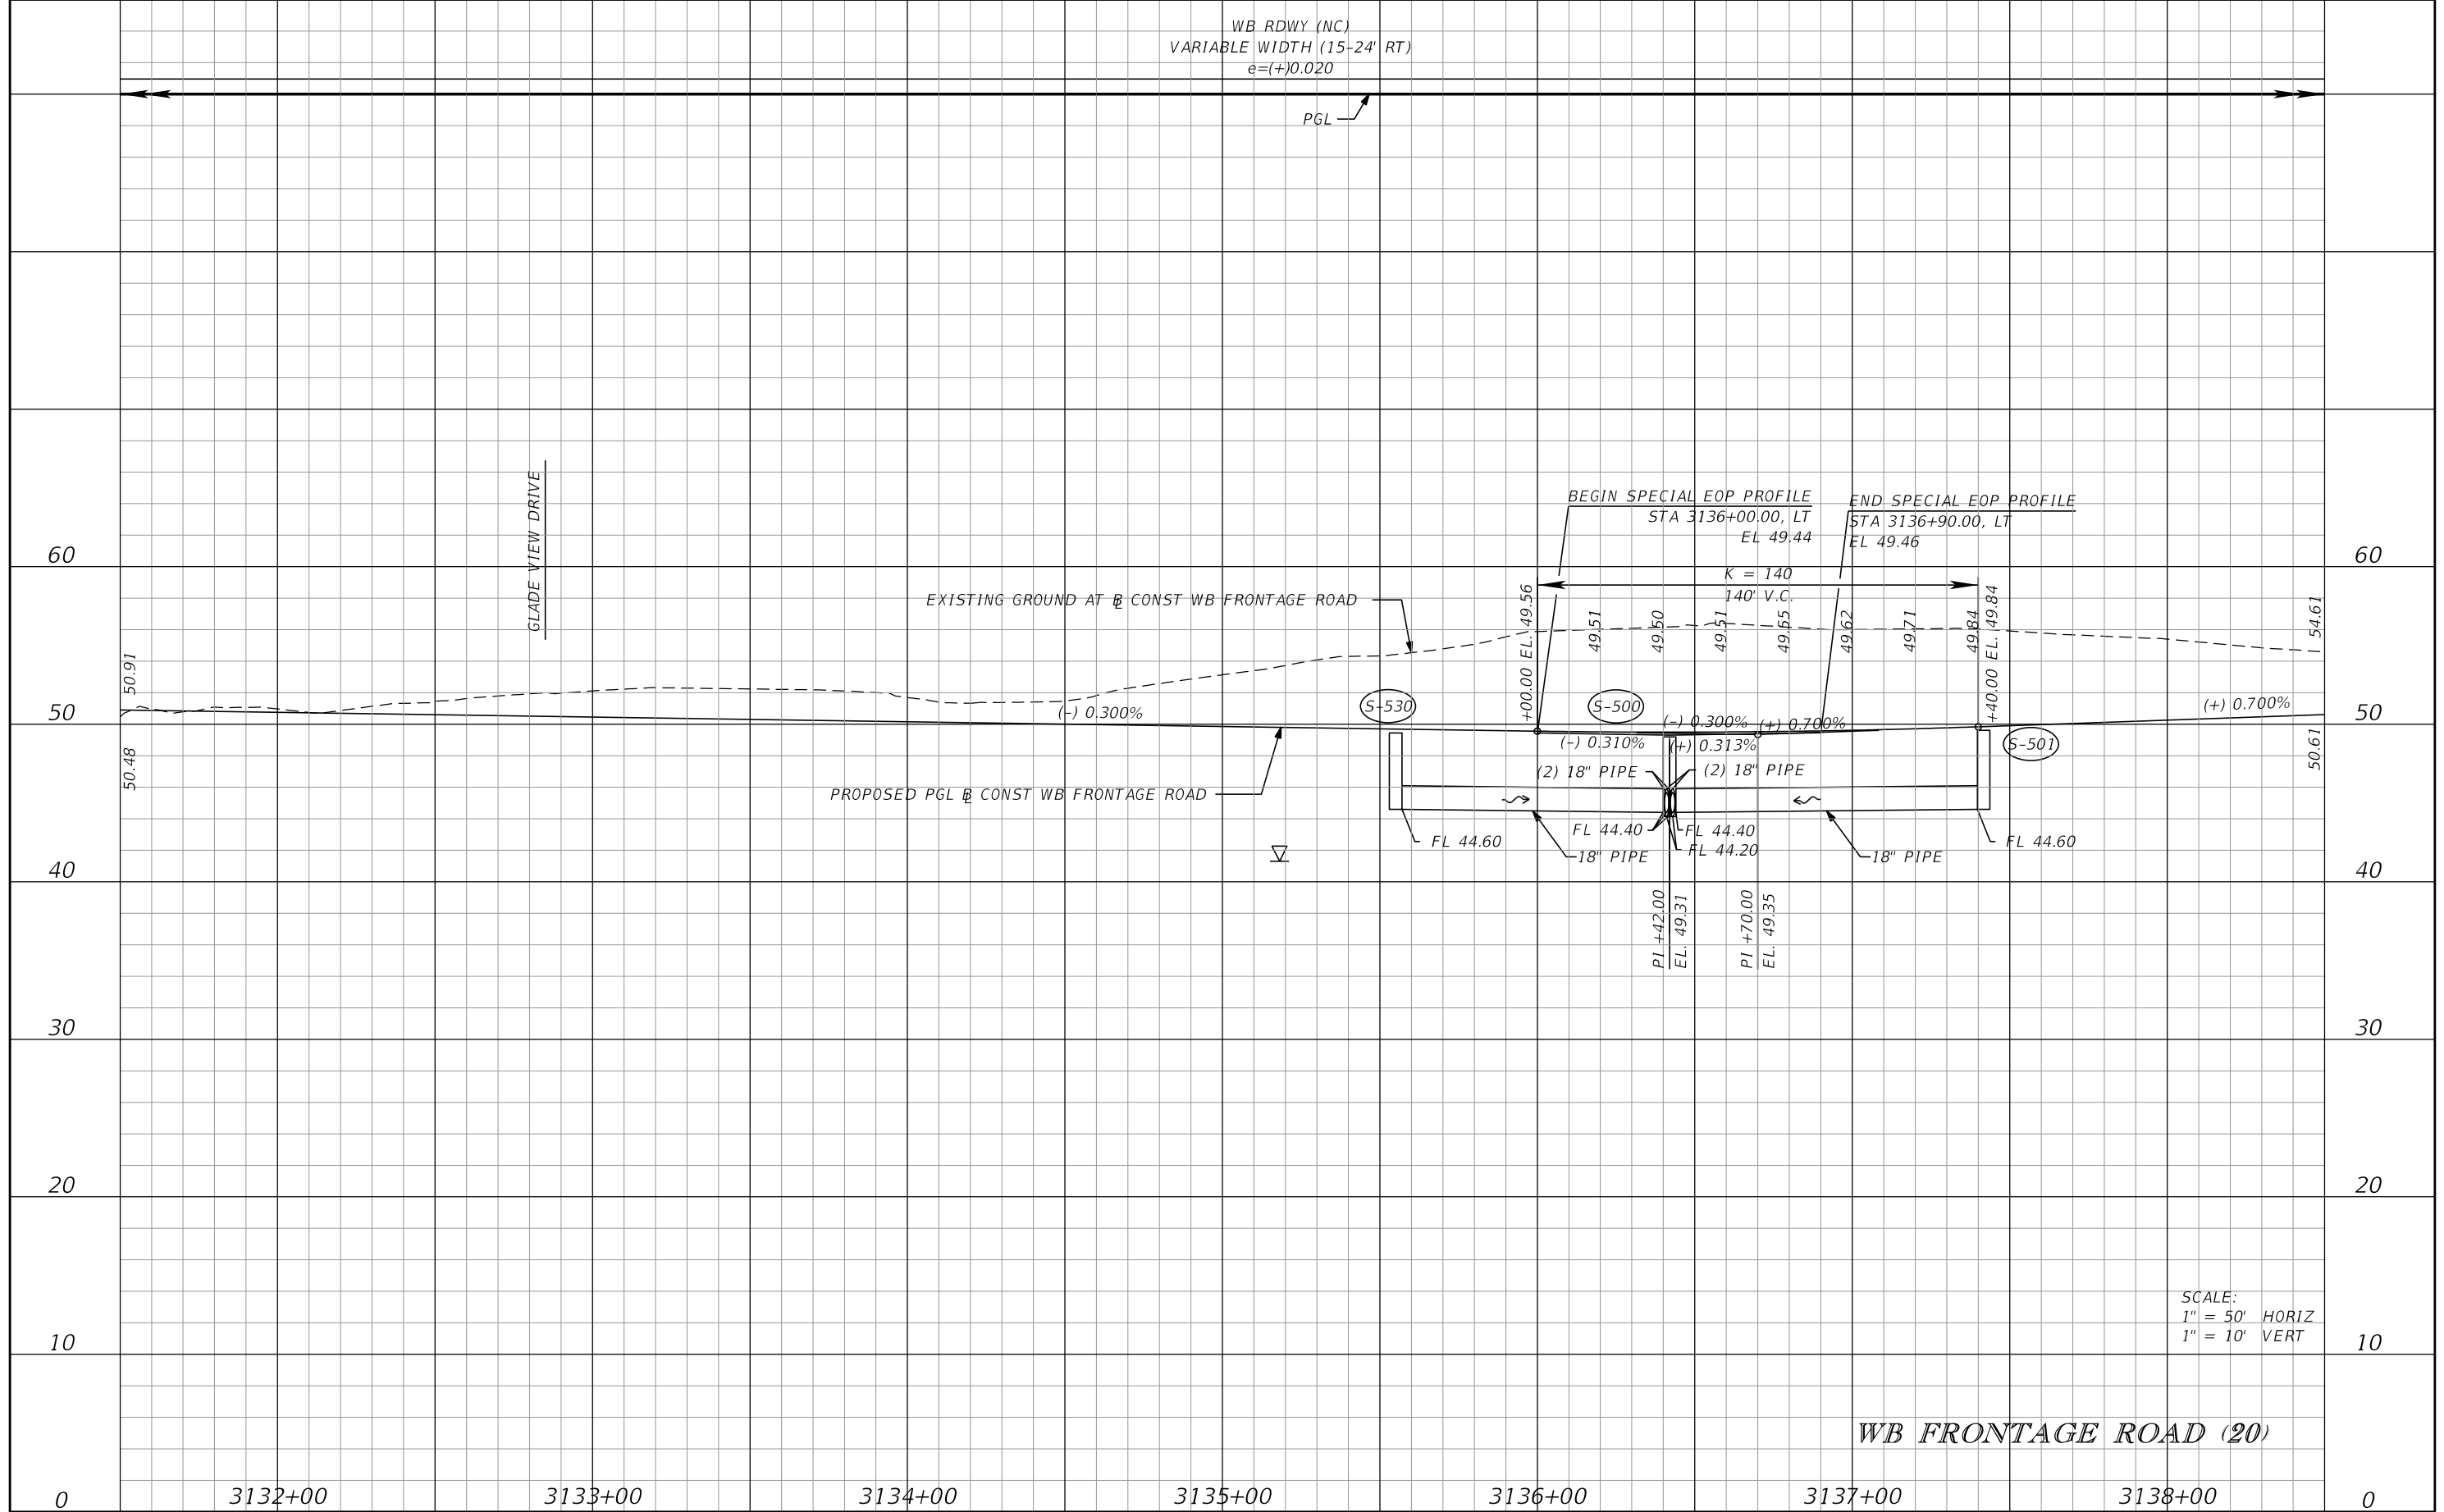 WB RDWY (NC)
VARIABLE WIDTH (15-24' RT)
e=(+)0.020
PGL
GLADE VIEW DRIVE
BEGIN SPECIAL EOP PROFILE
STA 3136+00.00, LT
EL 49.44
END SPECIAL EOP PROFILE
STA 3136+90.00, LT
EL 49.46
60
60
K = 140
140' V.C.
EXISTING GROUND AT BL CONST WB FRONTAGE ROAD
+00.00 EL. 49.56
49.51
49.50
49.51
49.55
49.62
49.71
49.84
+40.00 EL. 49.84
54.61
50.91
50
50
S-530
S-500
S-501
(-) 0.300%
(-) 0.300%
(+) 0.700%
(+) 0.700%
(-) 0.310%
(+) 0.313%
50.48
50.61
(2) 18" PIPE
(2) 18" PIPE
PROPOSED PGL BL CONST WB FRONTAGE ROAD
FL 44.60
FL 44.40
FL 44.40
FL 44.20
FL 44.60
18" PIPE
18" PIPE
40
40
PI +42.00
EL. 49.31
PI +70.00
EL. 49.35
30
30
20
20
SCALE:
1" = 50' HORIZ
1" = 10' VERT
10
10
WB FRONTAGE ROAD (20)
0
3132+00
3133+00
3134+00
3135+00
3136+00
3137+00
3138+00
0